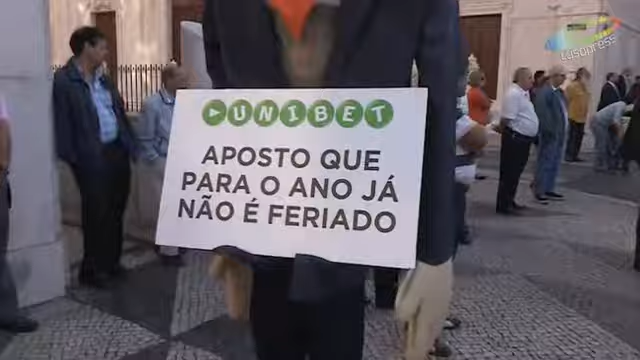 Lusopress
UNIBET
APOSTO QUE
PARA O ANO JÁ
NÃO É FERIADO